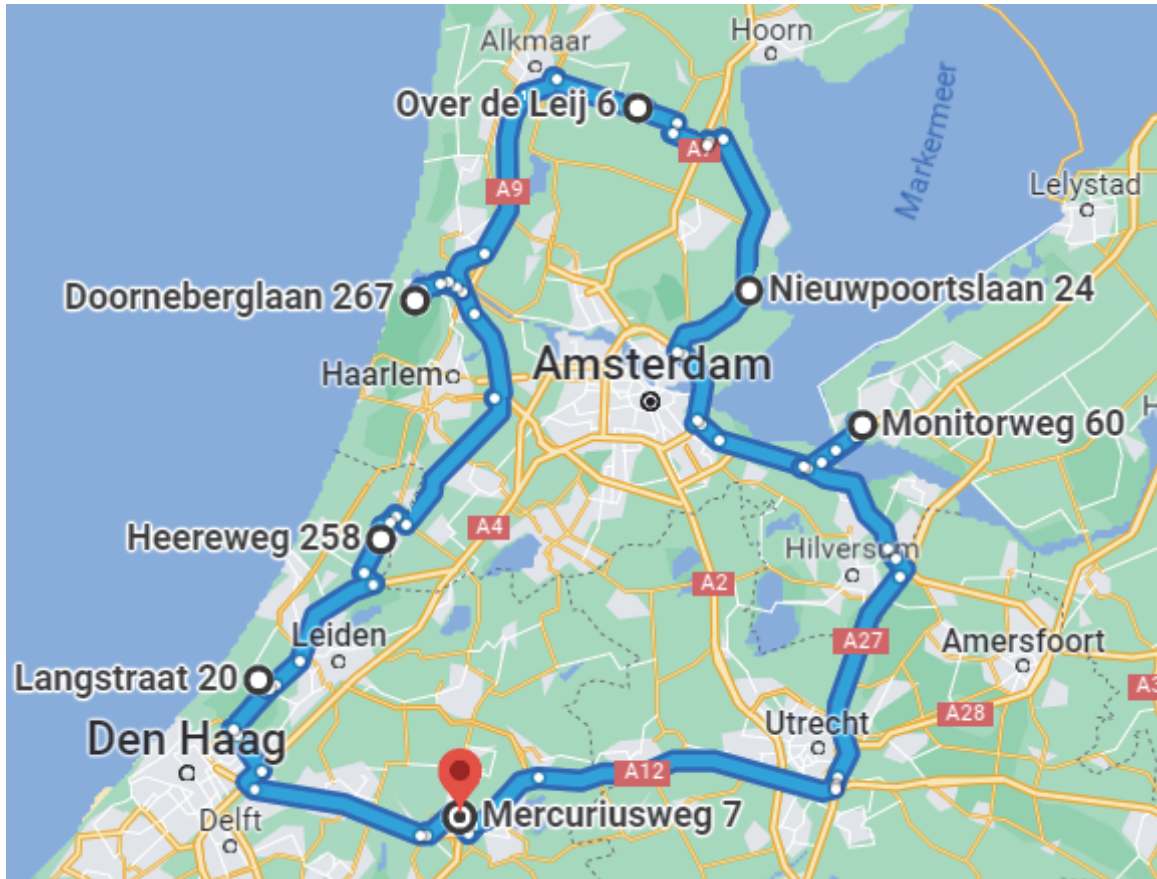 Hoorn
Alkmaar
Over de Leij 6
Markermeer
Lelystad
A9
Doorneberglaan 267
Nieuwpoortslaan 24
Haarlem
Amsterdam
Monitorweg 60
A4
Heereweg 258
Hilversum
A2
Leiden
A27
Amersfoort
Langstraat 20
A28
Den Haag
Utrecht
A12
Mercuriusweg 7
Delft